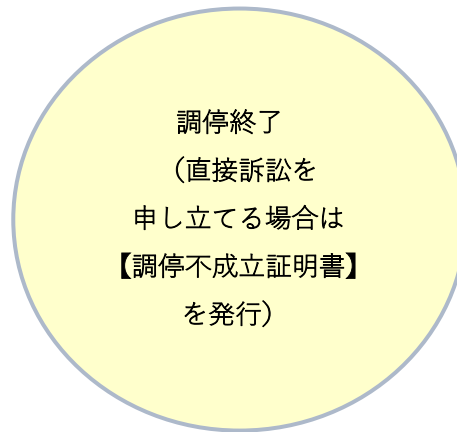 調停終了
（直接訴訟を
申し立てる場合は
【調停不成立証明書】
を発行）